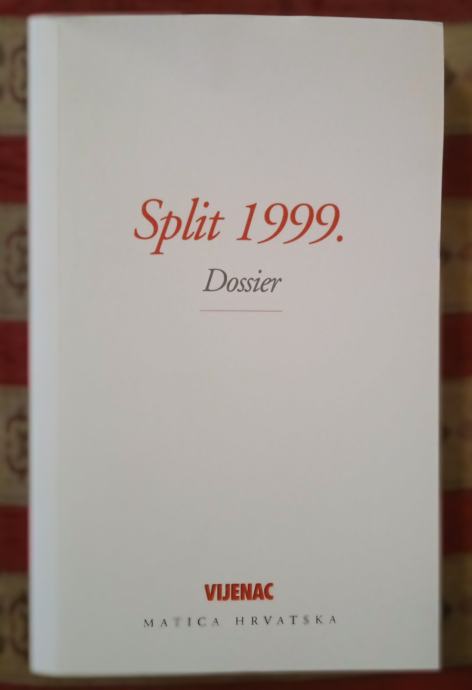 Split 1999.
Dossier
VIJENAC
MATICA HRVATSKA